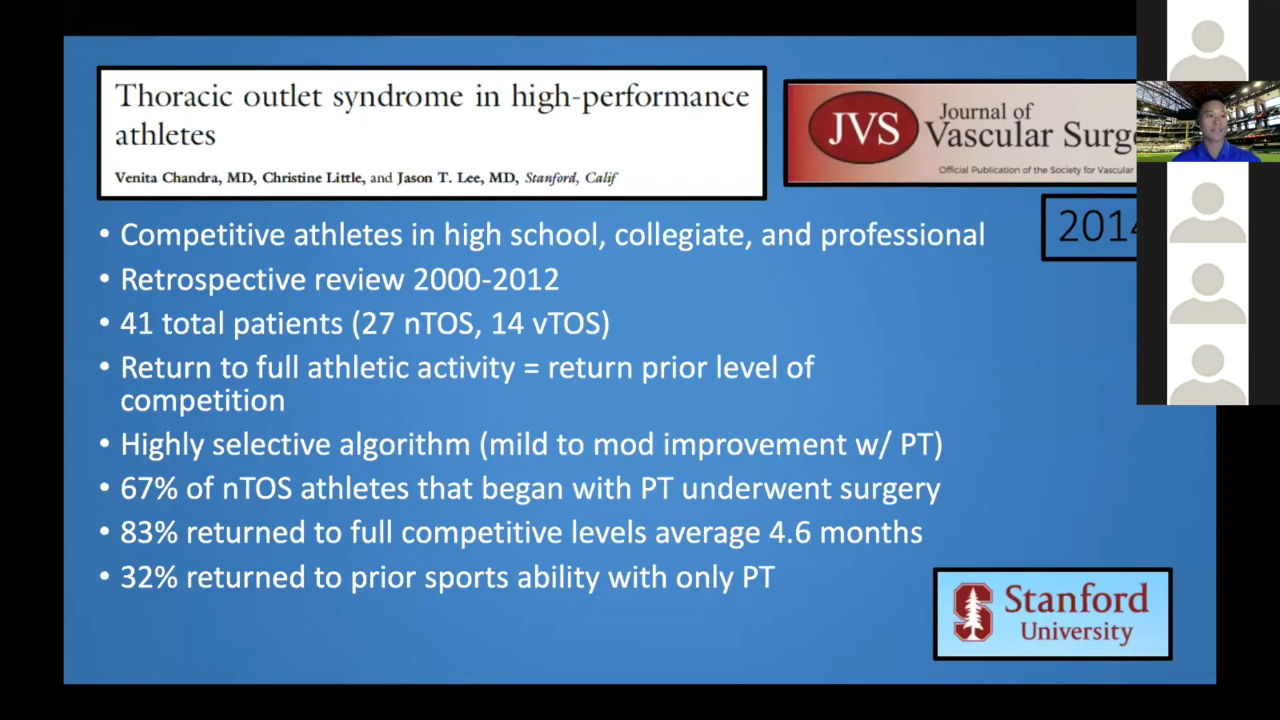 Thoracic outlet syndrome in high-performance
athletes
Venita Chandra, MD, Christine Little, and Jason T. Lee, MD, Stanford, Calif
JVS
Journal of
Vascular Surge
Official Publication of the Society for Vascular
2014
• Competitive athletes in high school, collegiate, and professional
• Retrospective review 2000-2012
• 41 total patients (27 nTOS, 14 vTOS)
• Return to full athletic activity = return prior level of
competition
• Highly selective algorithm (mild to mod improvement w/ PT)
• 67% of nTOS athletes that began with PT underwent surgery
• 83% returned to full competitive levels average 4.6 months
• 32% returned to prior sports ability with only PT
S
Stanford
University